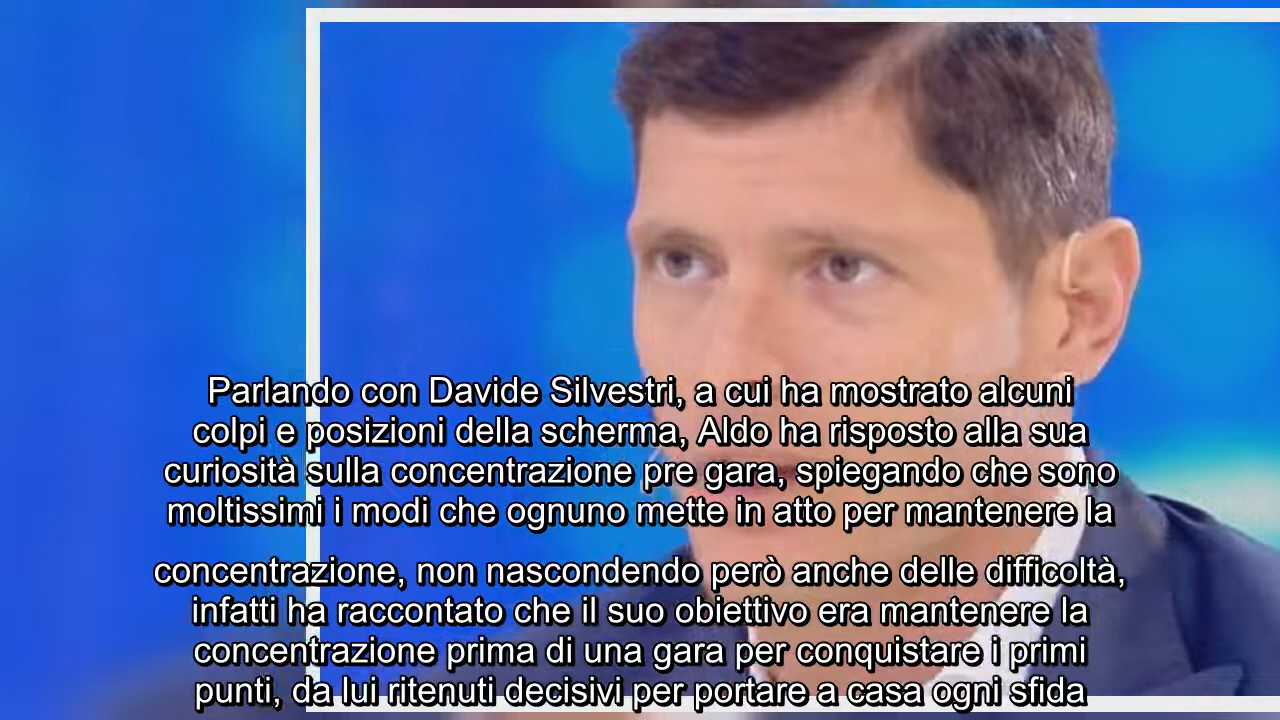 Parlando con Davide Silvestri, a cui ha mostrato alcuni
colpi e posizioni della scherma, Aldo ha risposto alla sua
curiosità sulla concentrazione pre gara, spiegando che sono
moltissimi i modi che ognuno mette in atto per mantenere la
concentrazione, non nascondendo però anche delle difficoltà,
infatti ha raccontato che il suo obiettivo era mantenere la
concentrazione prima di una gara per conquistare i primi
punti, da lui ritenuti decisivi per portare a casa ogni sfida